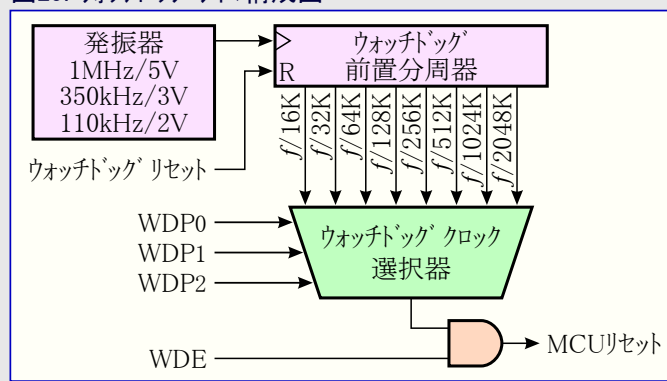 発振器
1MHz/5V
350kHz/3V
110kHz/2V
ウォッチドッグ
前置分周器
R
f/16K
f/32K
f/64K
f/128K
f/256K
f/512K
f/1024K
f/2048K
ウォッチドッグ リセット
WDP0
WDP1
WDP2
ウォッチドッグ クロック
選択器
WDE
MCUリセット